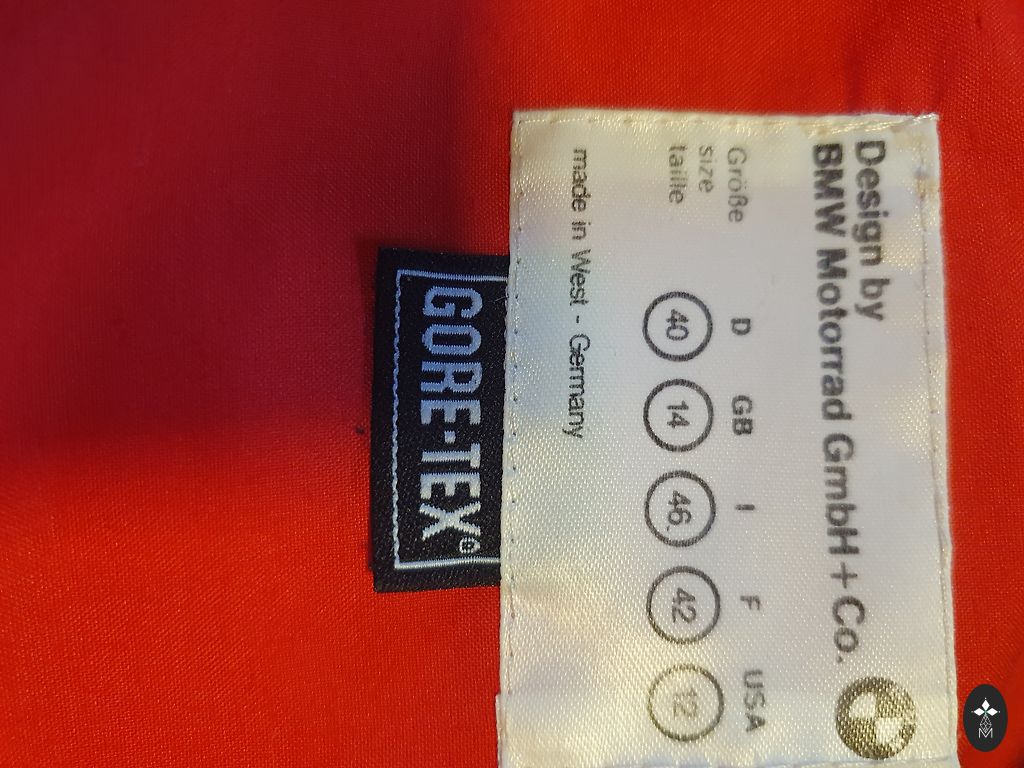 Design by
BMW Motorrad GmbH + Co.
Größe D GB I F USA
size
taille 40 14 46 42 12
made in West - Germany
GORE-TEX®
M